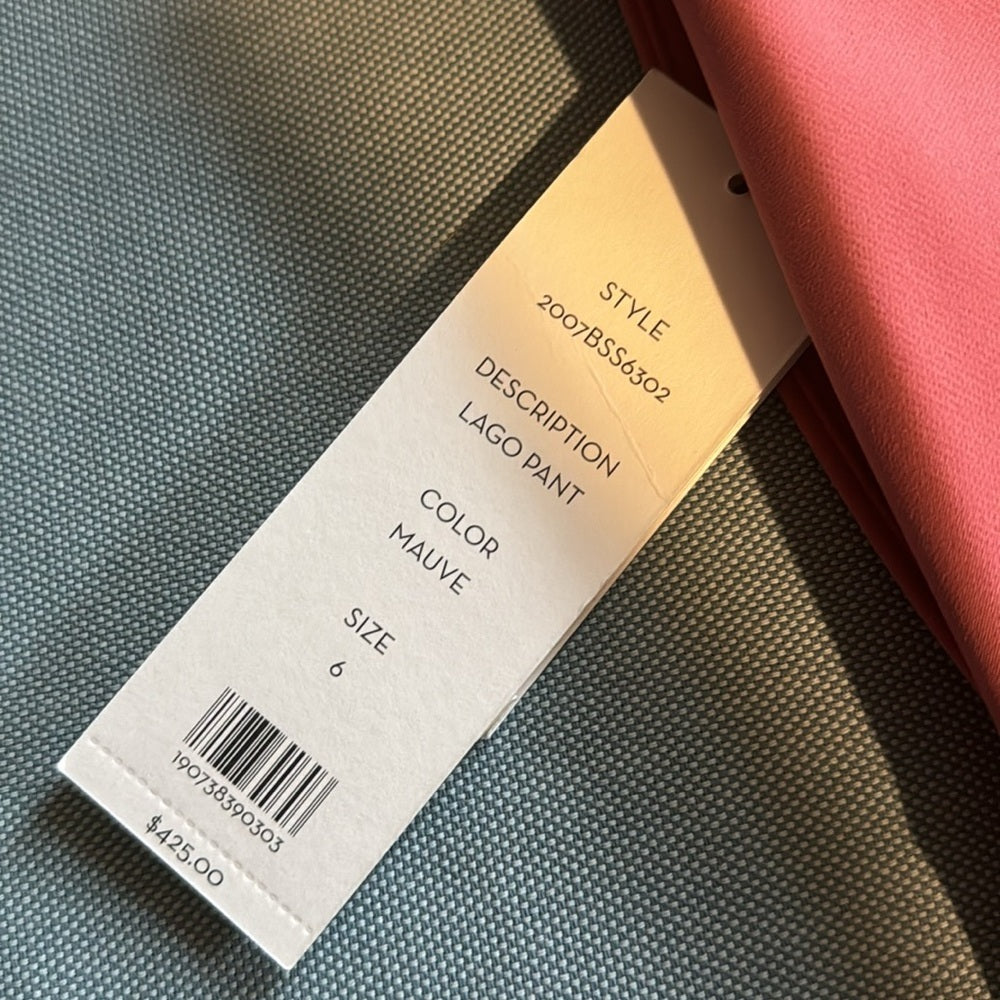 STYLE
2007BSS6302
DESCRIPTION
LAGO PANT
COLOR
MAUVE
SIZE
6
190738390303
$425.00